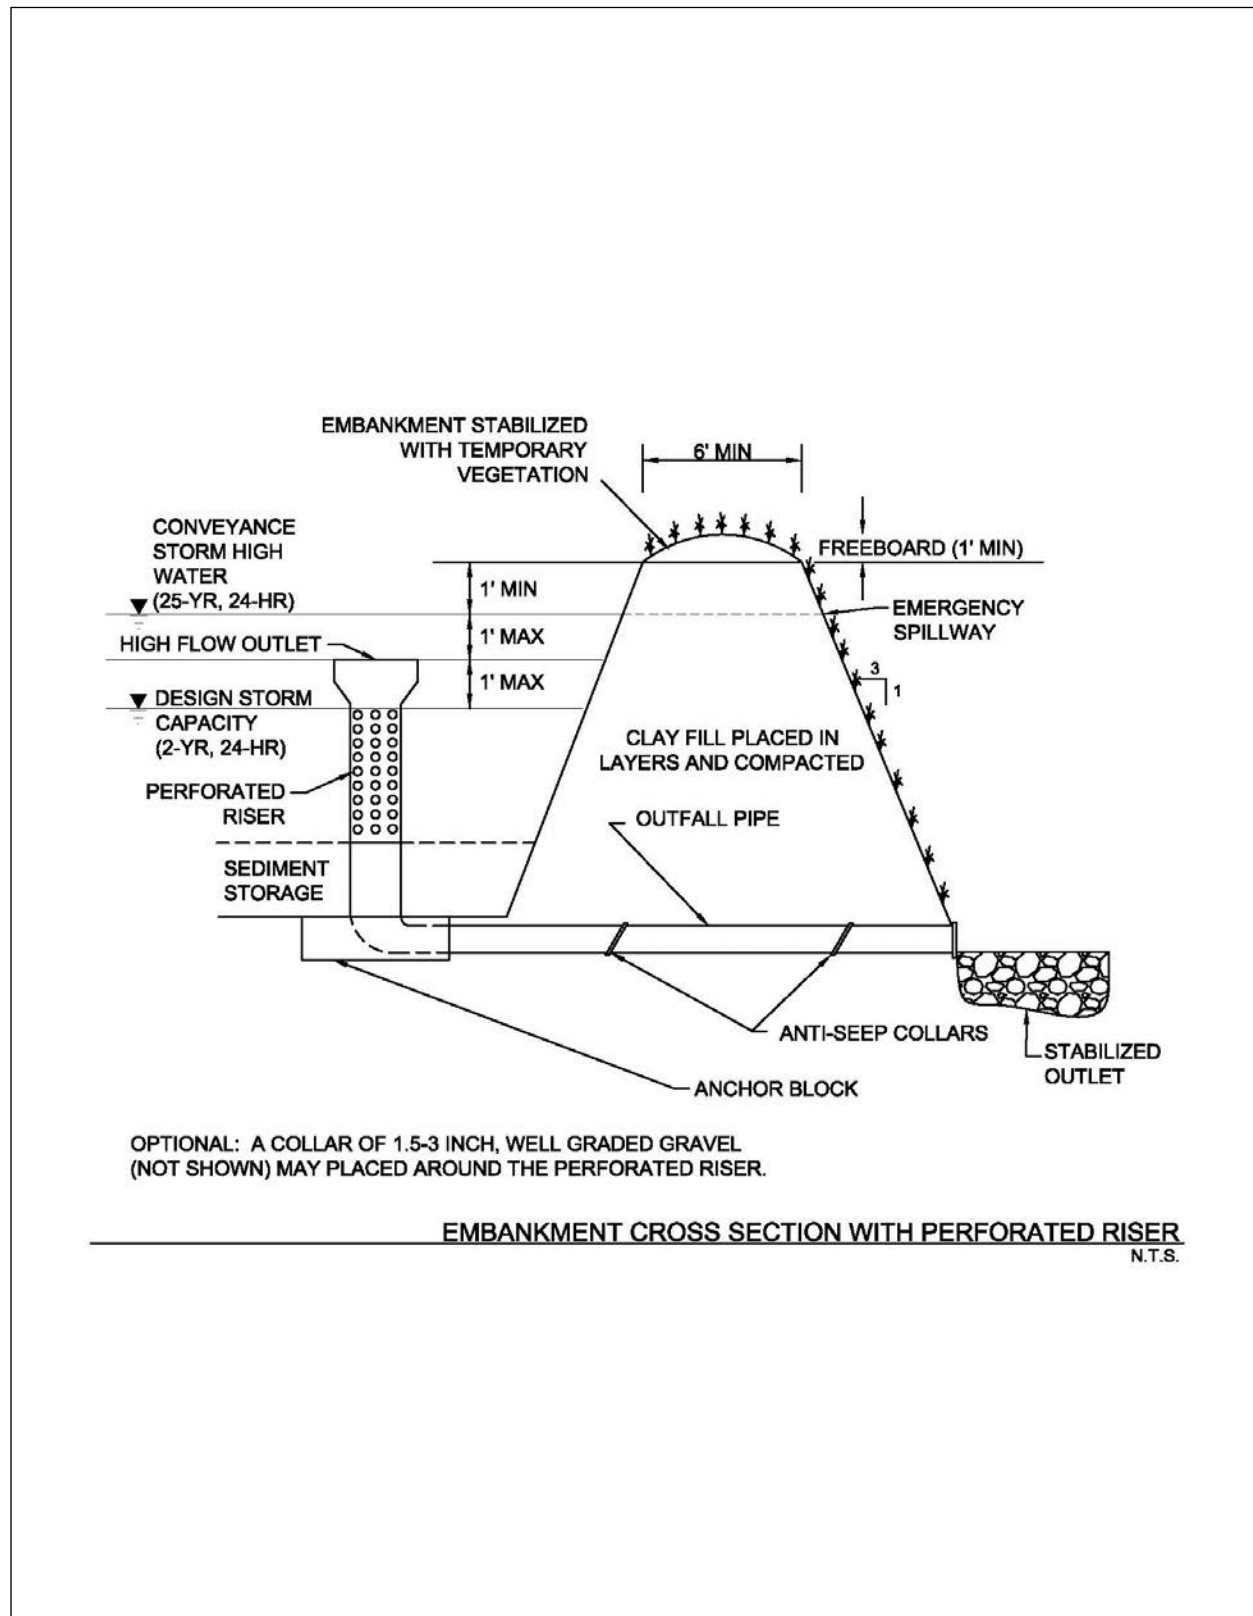 EMBANKMENT STABILIZED
WITH TEMPORARY
VEGETATION
6' MIN
CONVEYANCE
STORM HIGH
WATER
(25-YR, 24-HR)
FREEBOARD (1' MIN)
1' MIN
EMERGENCY
SPILLWAY
HIGH FLOW OUTLET
1' MAX
1' MAX
3
1
DESIGN STORM
CAPACITY
(2-YR, 24-HR)
CLAY FILL PLACED IN
LAYERS AND COMPACTED
PERFORATED
RISER
OUTFALL PIPE
SEDIMENT
STORAGE
ANTI-SEEP COLLARS
STABILIZED
OUTLET
ANCHOR BLOCK
OPTIONAL: A COLLAR OF 1.5-3 INCH, WELL GRADED GRAVEL
(NOT SHOWN) MAY PLACED AROUND THE PERFORATED RISER.
EMBANKMENT CROSS SECTION WITH PERFORATED RISER
N.T.S.